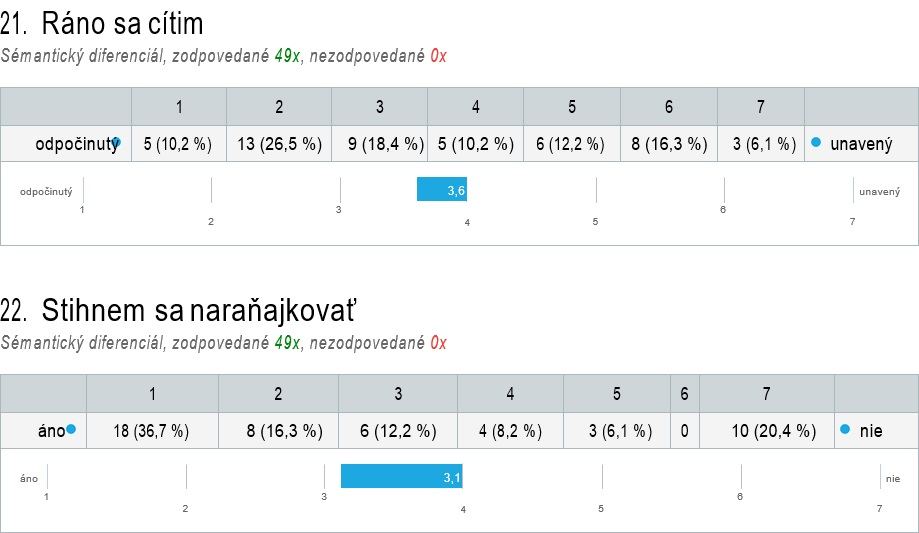 21. Ráno sa cítim
Sémantický diferenciál, zodpovedané 49x, nezodpovedané 0x
1 2 3 4 5 6 7
odpočinutý 5 (10,2 %) 13 (26,5 %) 9 (18,4 %) 5 (10,2 %) 6 (12,2 %) 8 (16,3 %) 3 (6,1 %) unavený
odpočinutý 3,6 unavený
1 3 6
2 4 5 7
22. Stihnem sa naraňajkovať
Sémantický diferenciál, zodpovedané 49x, nezodpovedané 0x
1 2 3 4 5 6 7
áno 18 (36,7 %) 8 (16,3 %) 6 (12,2 %) 4 (8,2 %) 3 (6,1 %) 0 10 (20,4 %) nie
áno 3,1 nie
1 3 6
2 4 5 7